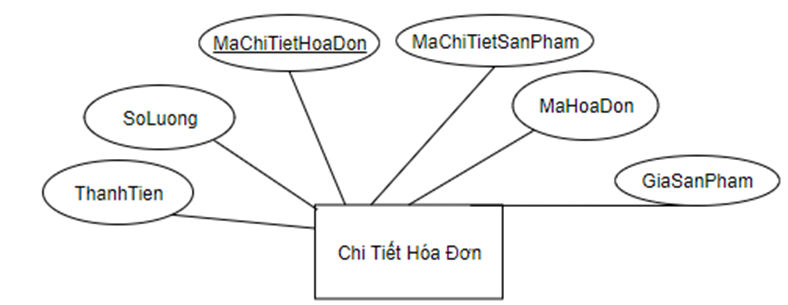 MaChiTietHoaDon
MaChiTietSanPham
MaHoaDon
SoLuong
GiaSanPham
ThanhTien
Chi Tiết Hóa Đơn